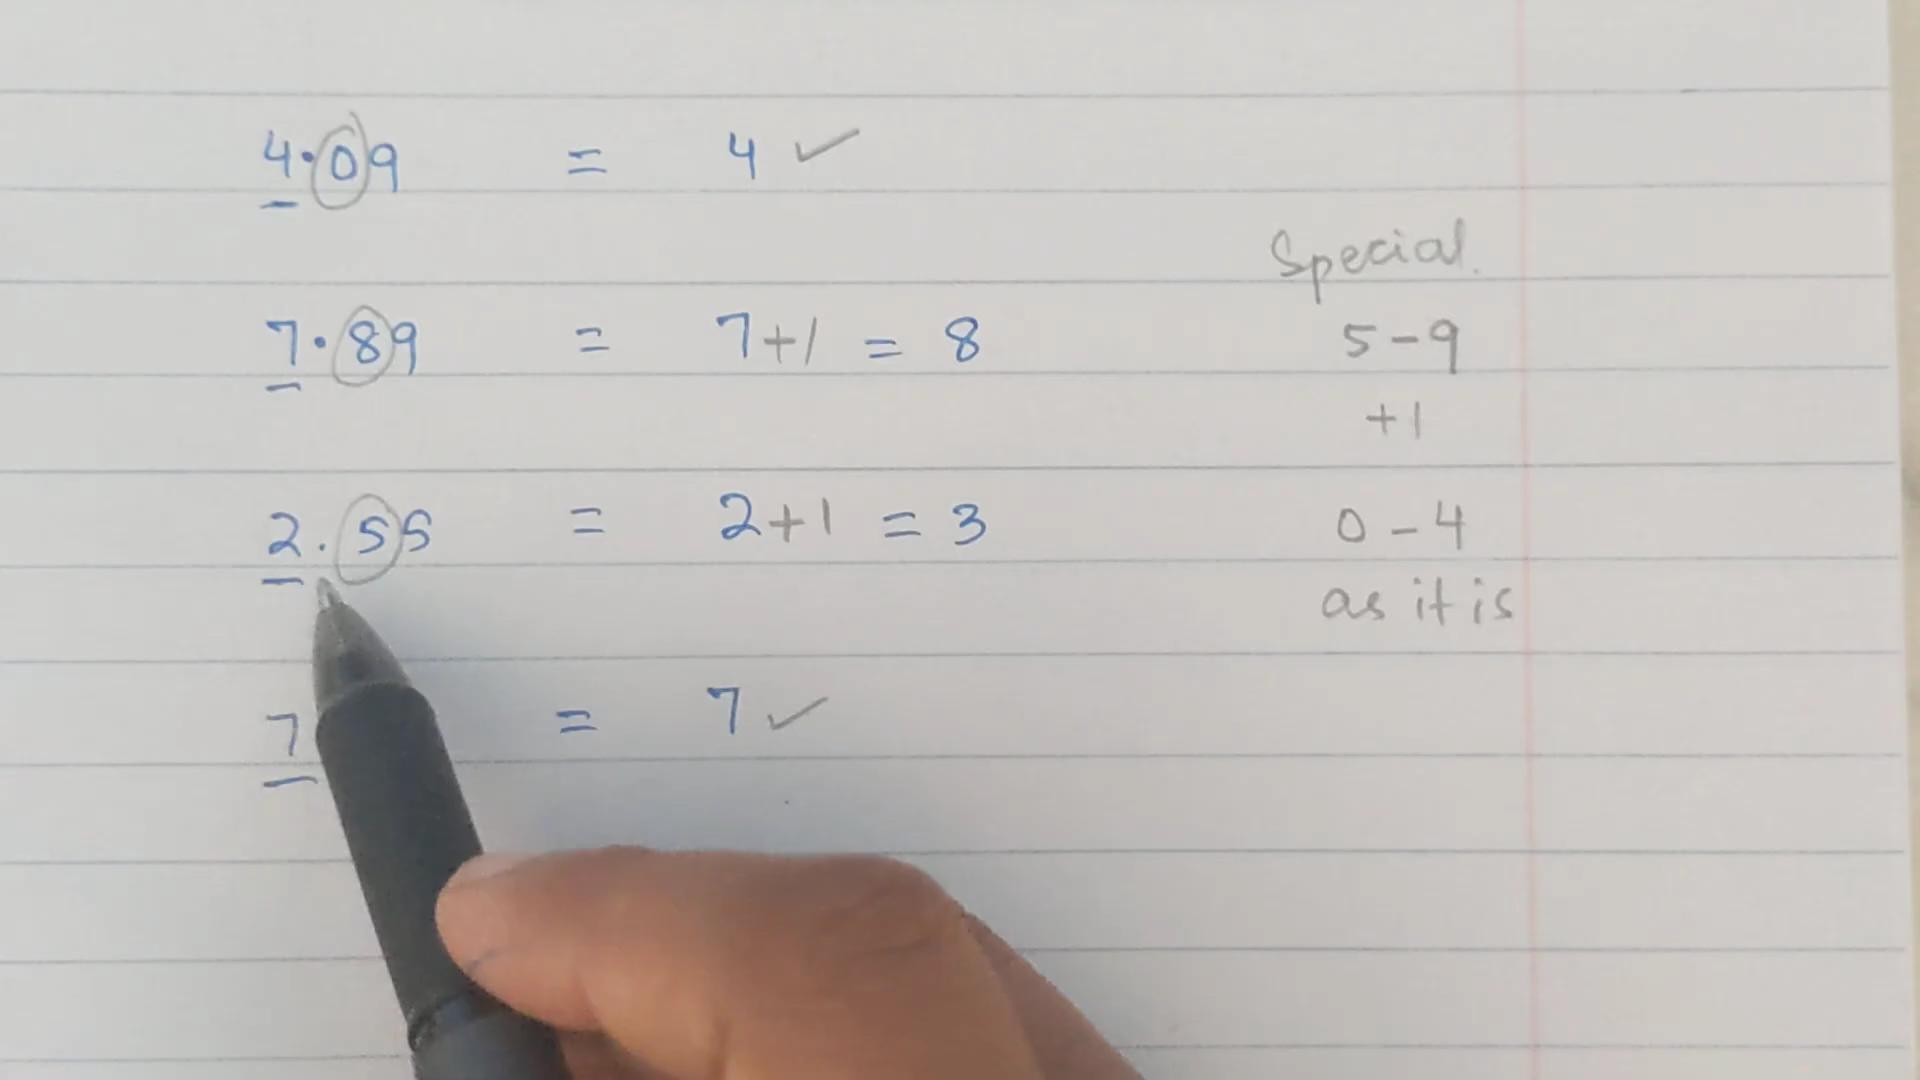 4.09 = 4 ✓
Special.
7.89 = 7+1 = 8
5-9
+1
2.55 = 2+1 = 3
0-4
as it is
7 = 7 ✓